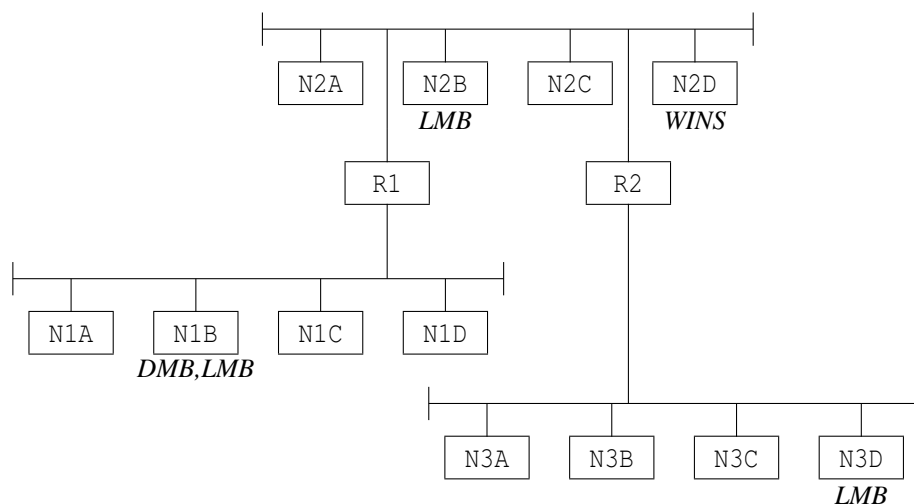 N2A N2B N2C N2D
LMB WINS
R1 R2
N1A N1B N1C N1D
DMB,LMB
N3A N3B N3C N3D
LMB